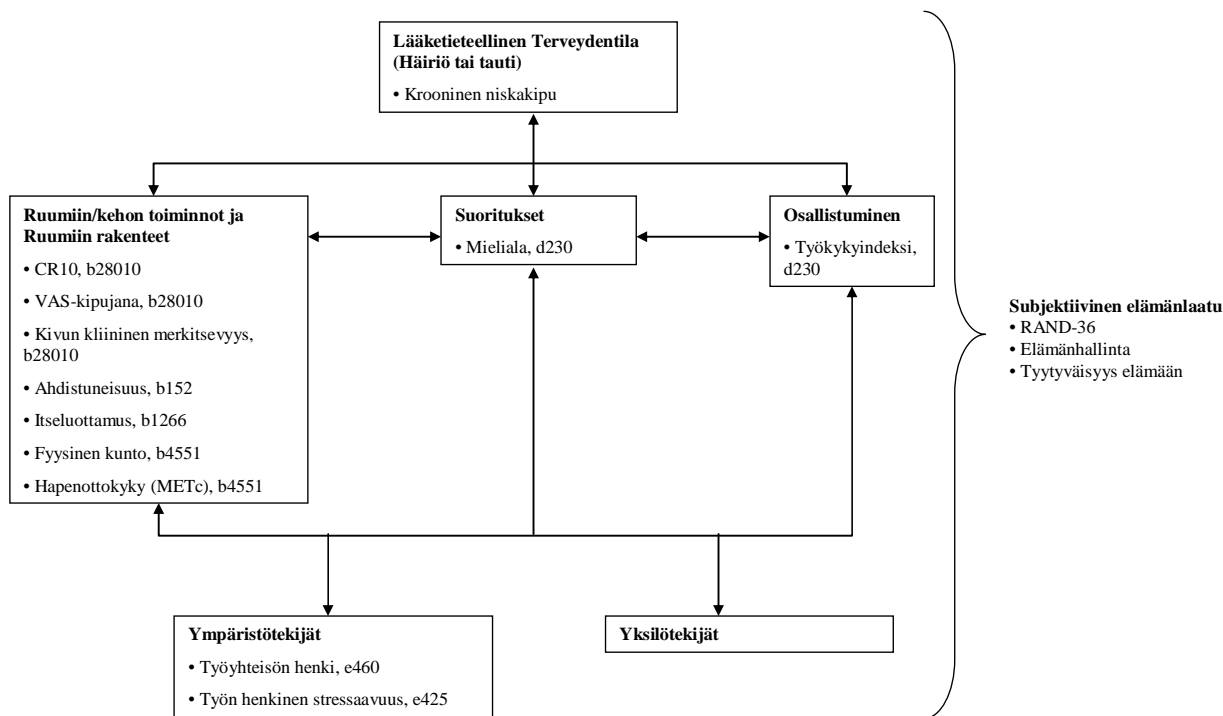 Lääketieteellinen Terveydentila
(Häiriö tai tauti)
• Krooninen niskakipu
Ruumiin/kehon toiminnot ja
Ruumiin rakenteet
• CR10, b28010
• VAS-kipujana, b28010
• Kivun kliininen merkitsevyys,
b28010
• Ahdistuneisuus, b152
• Itseluottamus, b1266
• Fyysinen kunto, b4551
• Hapenottokyky (METc), b4551
Suoritukset
• Mieliala, d230
Osallistuminen
• Työkykyindeksi,
d230
Subjektiivinen elämänlaatu
• RAND-36
• Elämänhallinta
• Tyytyväisyys elämään
Ympäristötekijät
• Työyhteisön henki, e460
• Työn henkinen stressaavuus, e425
Yksilötekijät